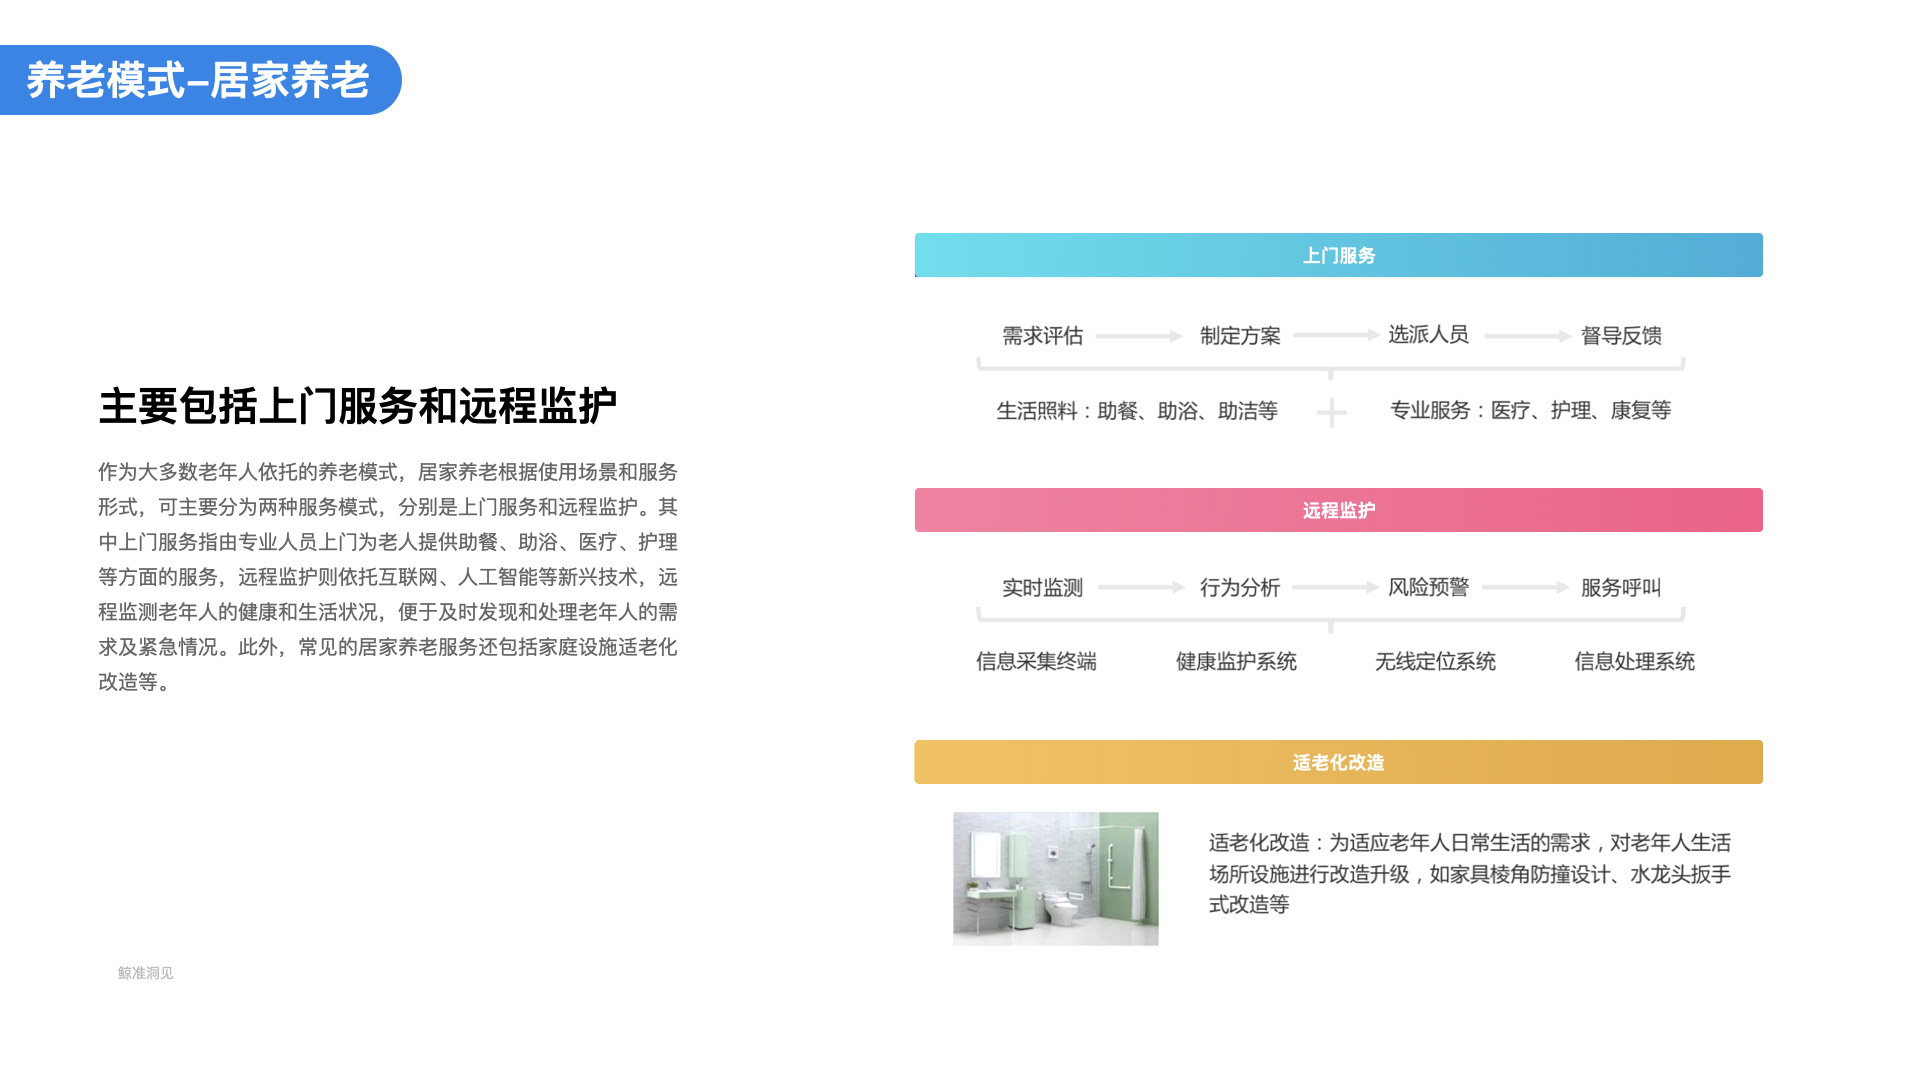 养老模式–居家养老
主要包括上门服务和远程监护
作为大多数老年人依托的养老模式，居家养老根据使用场景和服务
形式，可主要分为两种服务模式，分别是上门服务和远程监护。其
中上门服务指由专业人员上门为老人提供助餐、助浴、医疗、护理
等方面的服务，远程监护则依托互联网、人工智能等新兴技术，远
程监测老年人的健康和生活状况，便于及时发现和处理老年人的需
求及紧急情况。此外，常见的居家养老服务还包括家庭设施适老化
改造等。
鲸准洞见
上门服务
需求评估 制定方案 选派人员 督导反馈
生活照料：助餐、助浴、助洁等 专业服务：医疗、护理、康复等
远程监护
实时监测 行为分析 风险预警 服务呼叫
信息采集终端 健康监护系统 无线定位系统 信息处理系统
适老化改造
适老化改造：为适应老年人日常生活的需求，对老年人生活
场所设施进行改造升级，如家具棱角防撞设计、水龙头扳手
式改造等